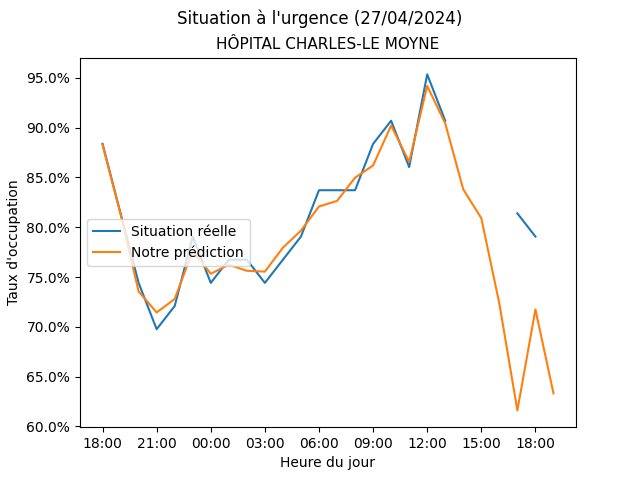 Situation à l'urgence (27/04/2024)
HÔPITAL CHARLES-LE MOYNE
95.0%
90.0%
85.0%
80.0%
75.0%
70.0%
65.0%
60.0%
Taux d'occupation
Situation réelle
Notre prédiction
18:00 21:00 00:00 03:00 06:00 09:00 12:00 15:00 18:00
Heure du jour